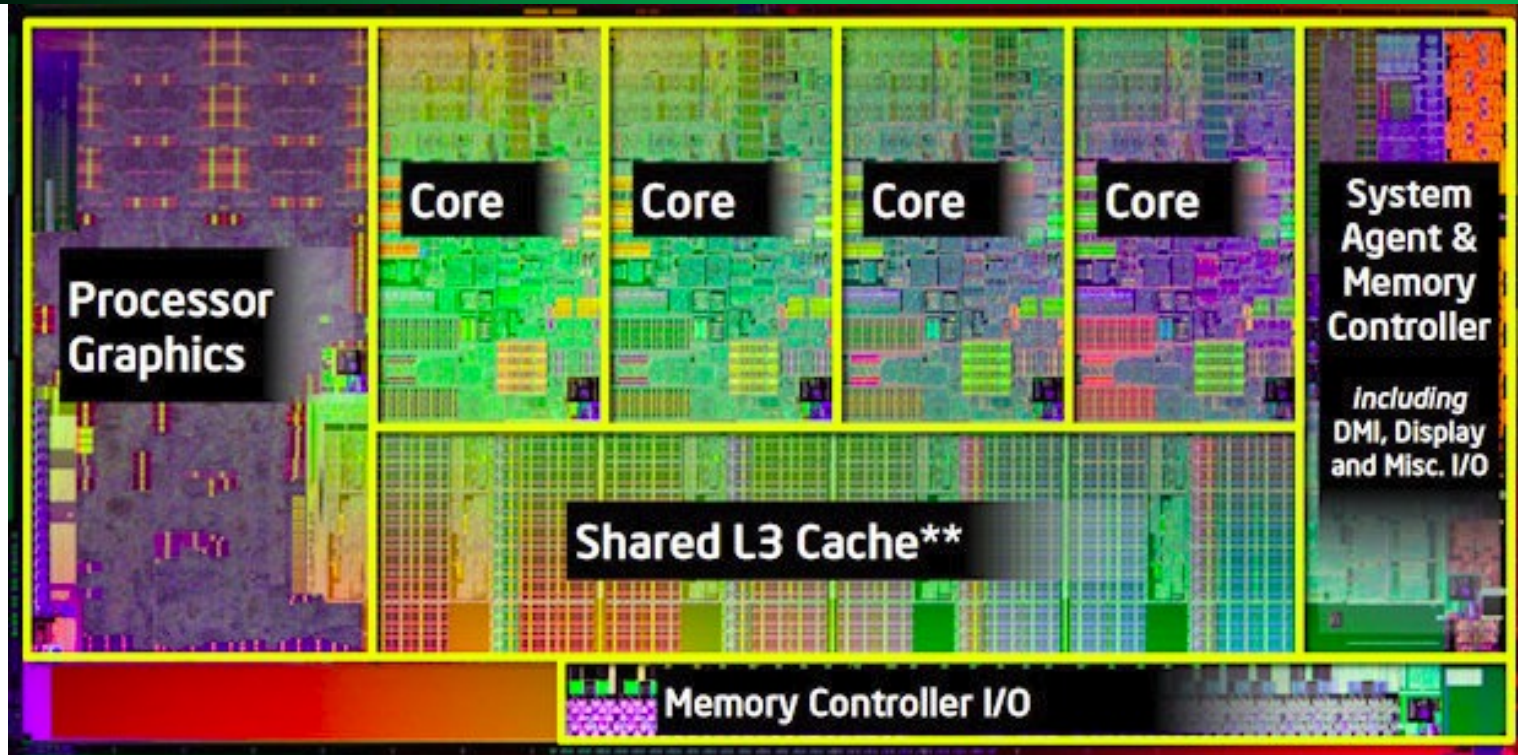 Processor
Graphics
Core
Core
Core
Core
System
Agent &
Memory
Controller
including
DMI, Display
and Misc. I/O
Shared L3 Cache**
Memory Controller I/O